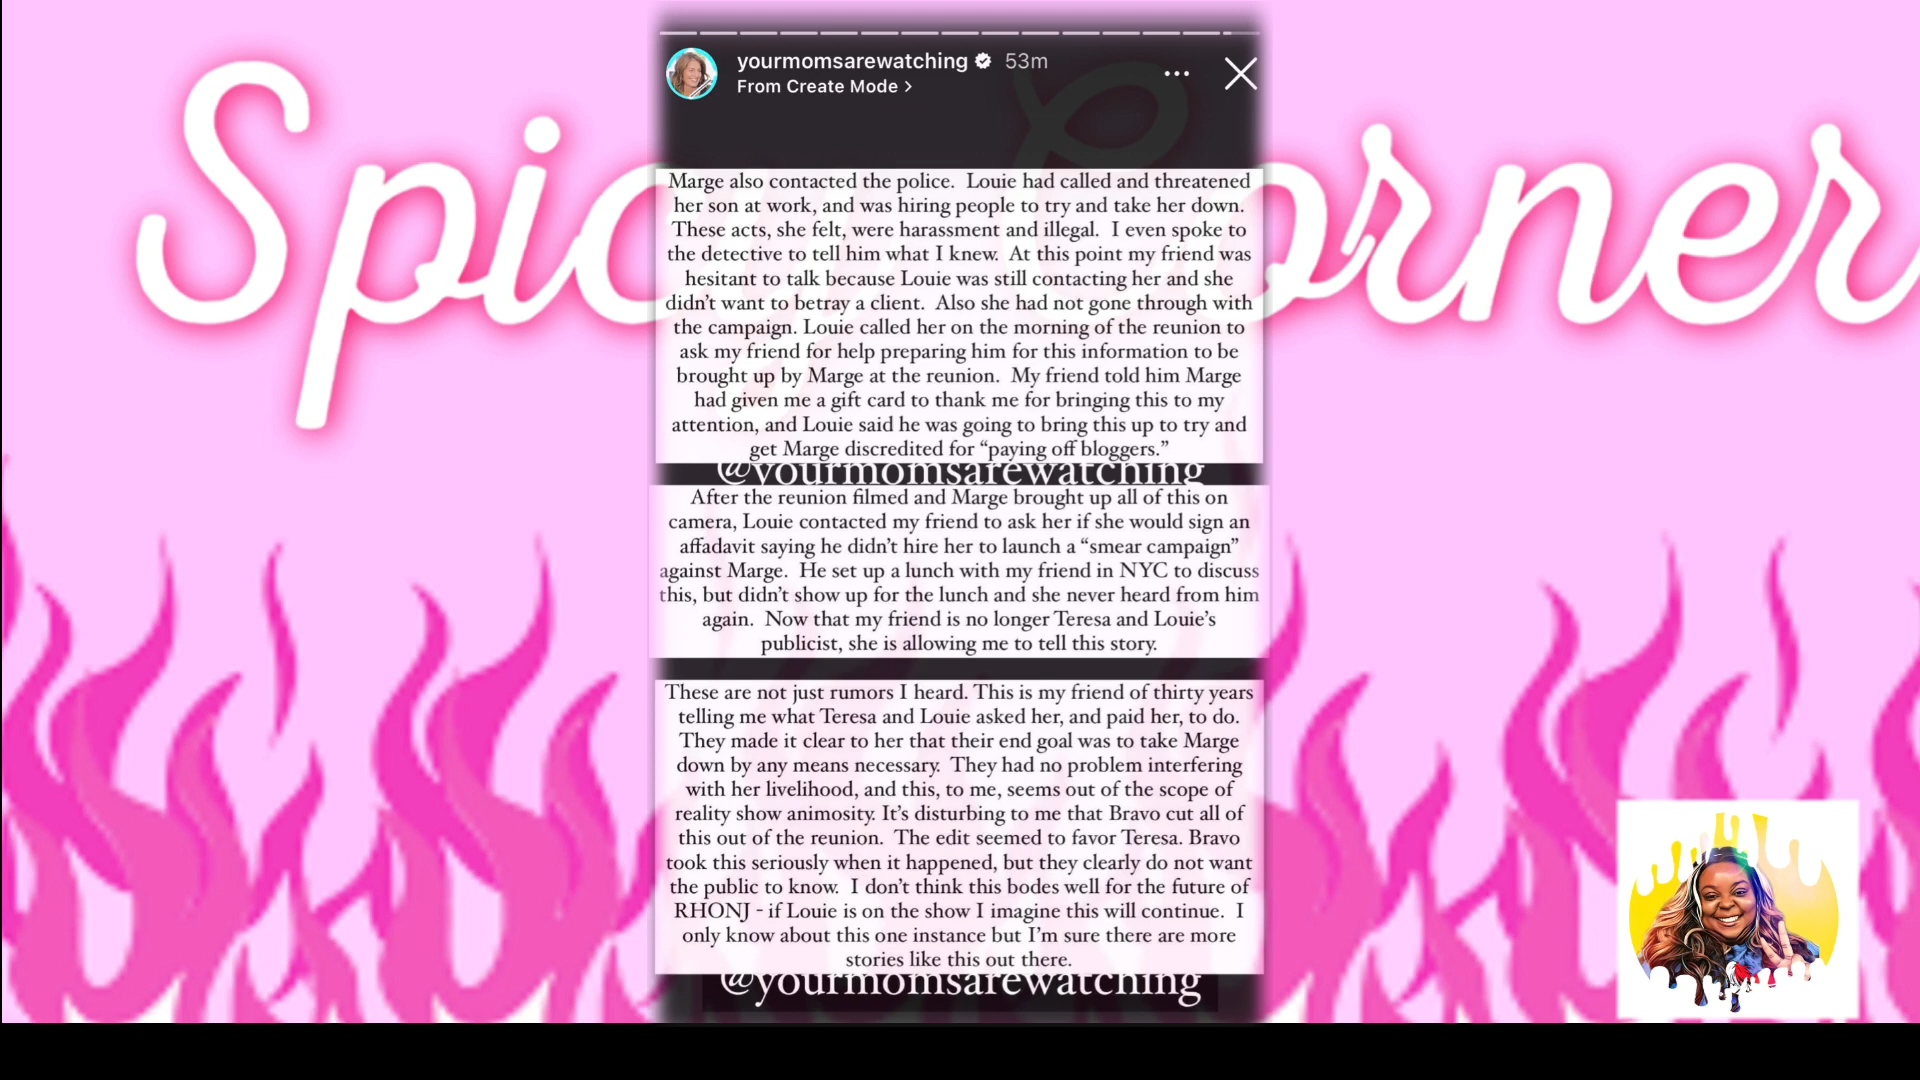 Spicy Corner
yourmomsarewatching 53m
From Create Mode >
Marge also contacted the police. Louie had called and threatened
her son at work, and was hiring people to try and take her down.
These acts, she felt, were harassment and illegal. I even spoke to
the detective to tell him what I knew. At this point my friend was
hesitant to talk because Louie was still contacting her and she
didn't want to betray a client. Also she had not gone through with
the campaign. Louie called her on the morning of the reunion to
ask my friend for help preparing him for this information to be
brought up by Marge at the reunion. My friend told him Marge
had given me a gift card to thank me for bringing this to my
attention, and Louie said he was going to bring this up to try and
get Marge discredited for “paying off bloggers.”
@yourmomsarewatching
After the reunion filmed and Marge brought up all of this on
camera, Louie contacted my friend to ask her if she would sign an
affadavit saying he didn't hire her to launch a “smear campaign”
against Marge. He set up a lunch with my friend in NYC to discuss
this, but didn't show up for the lunch and she never heard from him
again. Now that my friend is no longer Teresa and Louie's
publicist, she is allowing me to tell this story.
These are not just rumors I heard. This is my friend of thirty years
telling me what Teresa and Louie asked her, and paid her, to do.
They made it clear to her that their end goal was to take Marge
down by any means necessary. They had no problem interfering
with her livelihood, and this, to me, seems out of the scope of
reality show animosity. It's disturbing to me that Bravo cut all of
this out of the reunion. The edit seemed to favor Teresa. Bravo
took this seriously when it happened, but they clearly do not want
the public to know. I don't think this bodes well for the future of
RHONJ - if Louie is on the show I imagine this will continue. I
only know about this one instance but I'm sure there are more
stories like this out there.
@yourmomsarewatching